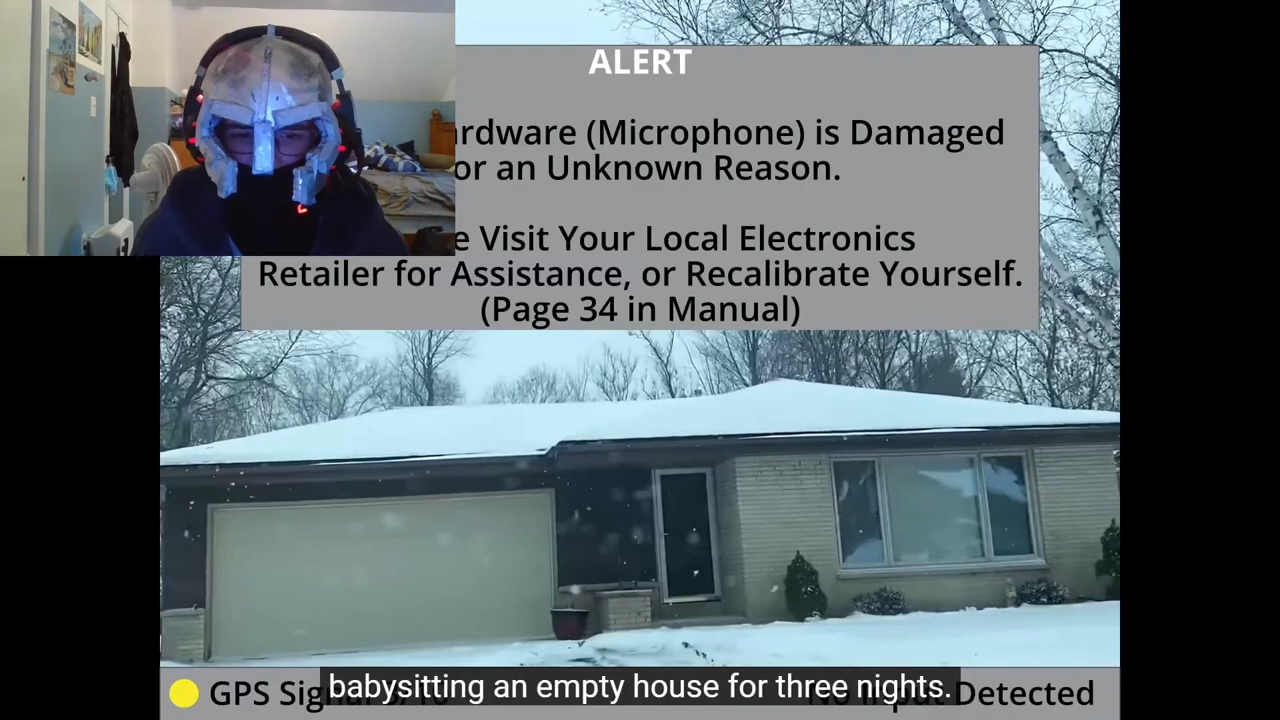 ALERT
rdware (Microphone) is Damaged
or an Unknown Reason.
e Visit Your Local Electronics
Retailer for Assistance, or Recalibrate Yourself.
(Page 34 in Manual)
babysitting an empty house for three nights.
GPS Sig
Detected